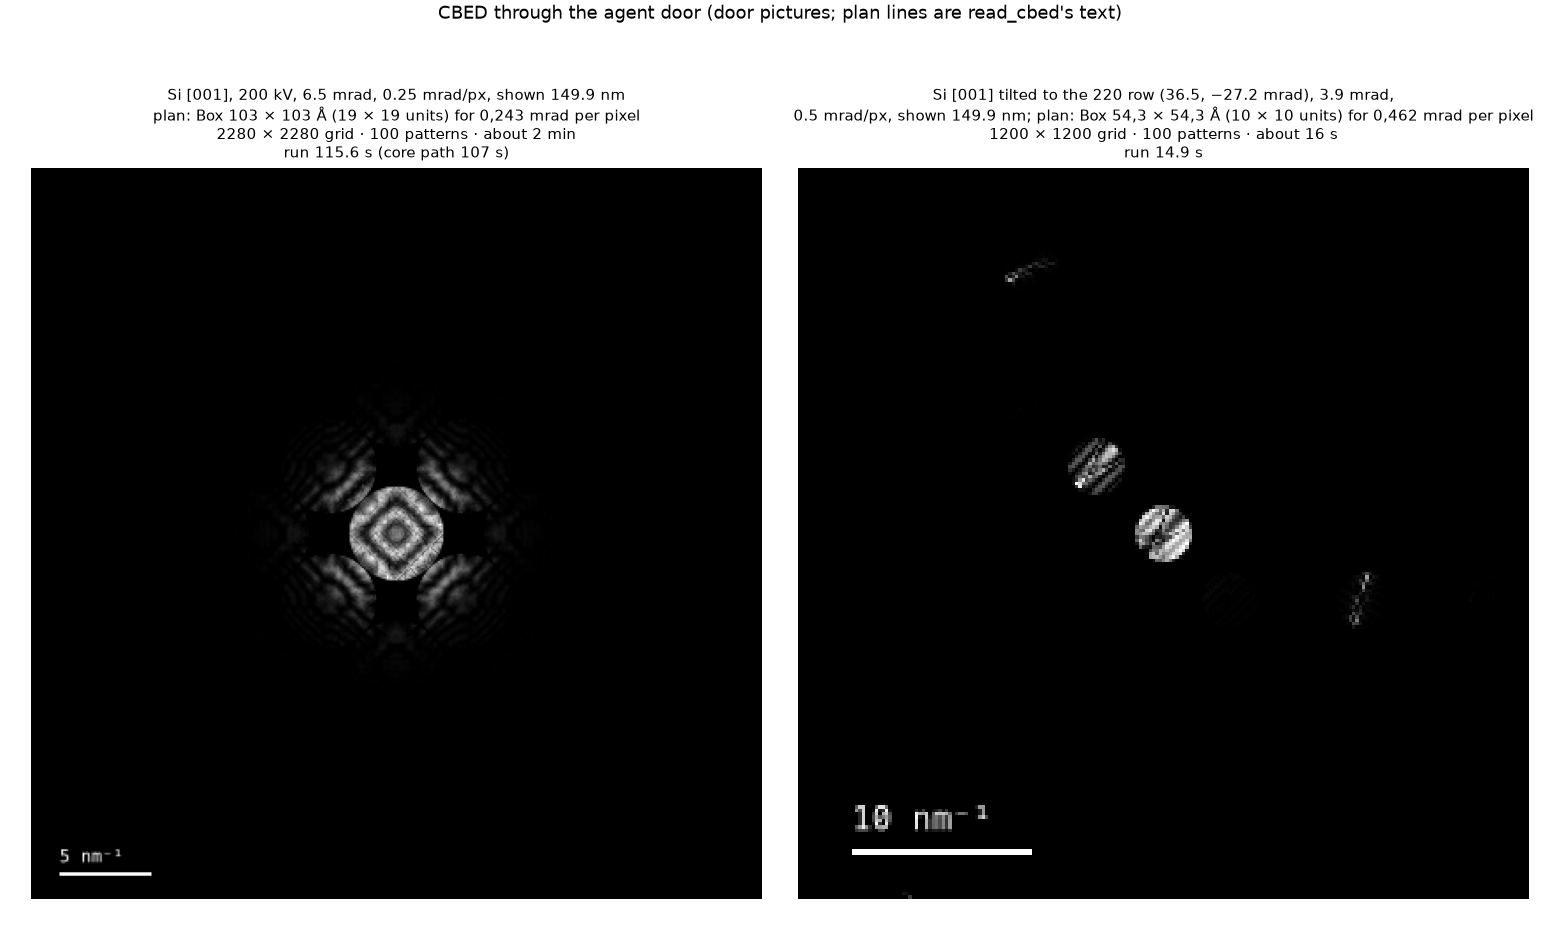 CBED through the agent door (door pictures; plan lines are read_cbed's text)
Si [001], 200 kV, 6.5 mrad, 0.25 mrad/px, shown 149.9 nm
plan: Box 103 × 103 Å (19 × 19 units) for 0,243 mrad per pixel
2280 × 2280 grid · 100 patterns · about 2 min
run 115.6 s (core path 107 s)
Si [001] tilted to the 220 row (36.5, −27.2 mrad), 3.9 mrad,
0.5 mrad/px, shown 149.9 nm; plan: Box 54,3 × 54,3 Å (10 × 10 units) for 0,462 mrad per pixel
1200 × 1200 grid · 100 patterns · about 16 s
run 14.9 s
5 nm⁻¹
10 nm⁻¹